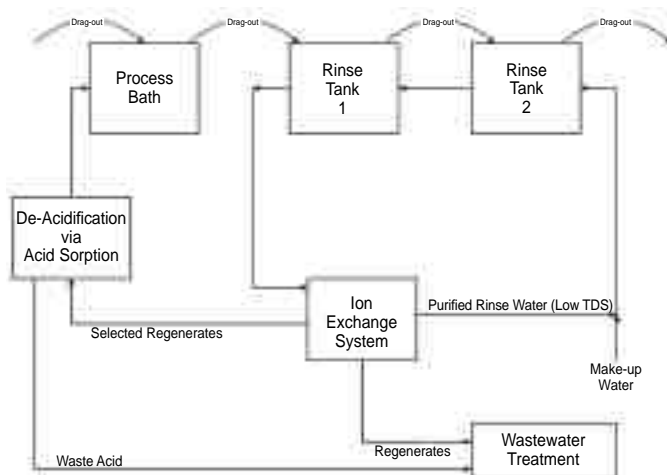 Drag-out
Drag-out
Drag-out
Drag-out
Process
Bath
Rinse
Tank
1
Rinse
Tank
2
De-Acidification
via
Acid Sorption
Ion
Exchange
System
Purified Rinse Water (Low TDS)
Selected Regenerates
Make-up
Water
Regenerates
Waste Acid
Wastewater
Treatment